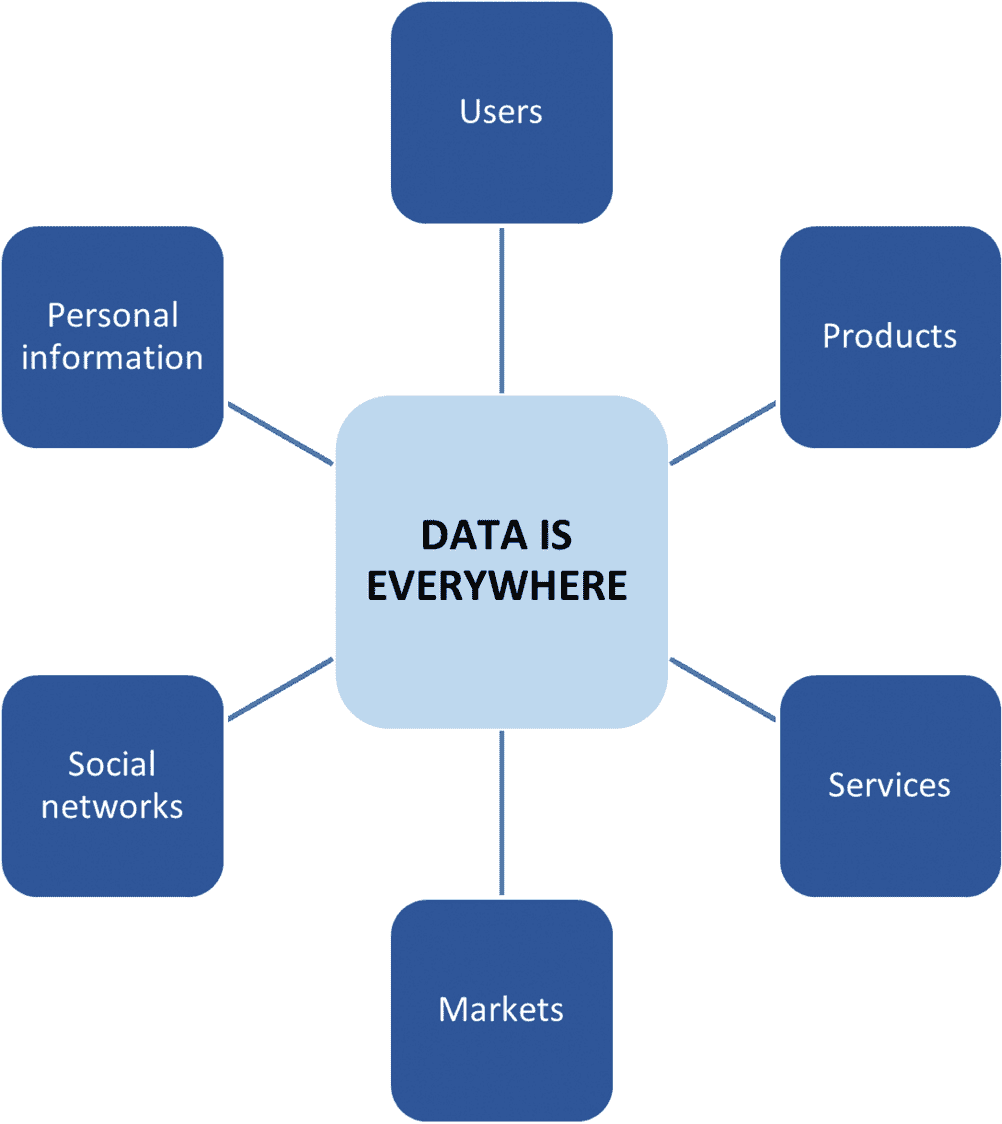 Users
Products
Personal
information
DATA IS
EVERYWHERE
Social
networks
Services
Markets